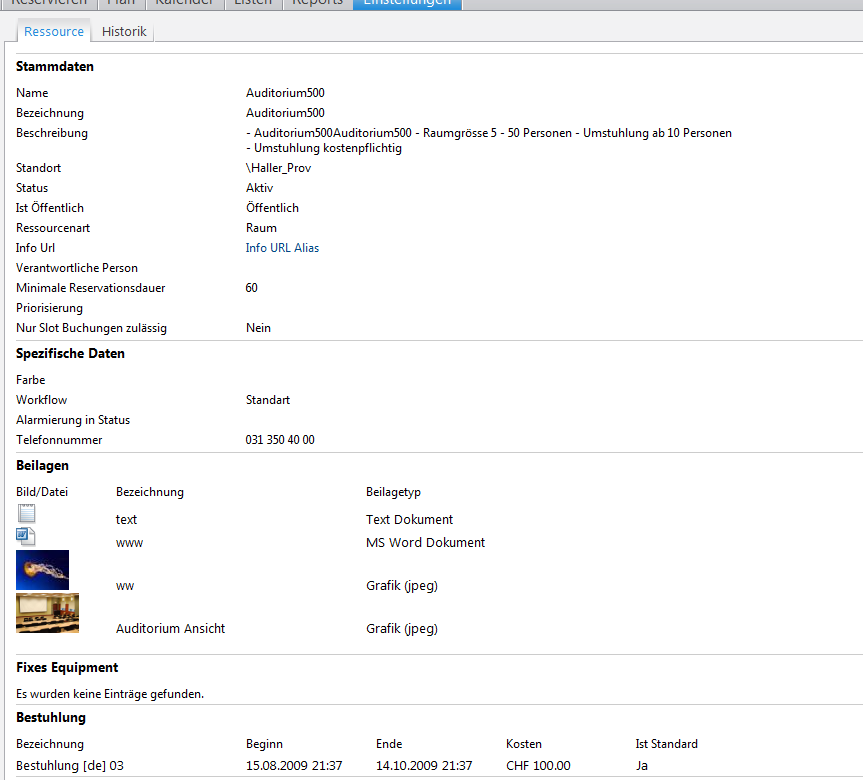 Reservieren Plan Kalender Listen Reports Einstellungen
Ressource Historik
Stammdaten
Name Auditorium500
Bezeichnung Auditorium500
Beschreibung - Auditorium500Auditorium500 - Raumgrösse 5 - 50 Personen - Umstuhlung ab 10 Personen
- Umstuhlung kostenpflichtig
Standort \Haller_Prov
Status Aktiv
Ist Öffentlich Öffentlich
Ressourcenart Raum
Info Url Info URL Alias
Verantwortliche Person
Minimale Reservationsdauer 60
Priorisierung
Nur Slot Buchungen zulässig Nein
Spezifische Daten
Farbe
Workflow Standart
Alarmierung in Status
Telefonnummer 031 350 40 00
Beilagen
Bild/Datei Bezeichnung Beilagetyp
text Text Dokument
www MS Word Dokument
ww Grafik (jpeg)
Auditorium Ansicht Grafik (jpeg)
Fixes Equipment
Es wurden keine Einträge gefunden.
Bestuhlung
Bezeichnung Beginn Ende Kosten Ist Standard
Bestuhlung [de] 03 15.08.2009 21:37 14.10.2009 21:37 CHF 100.00 Ja